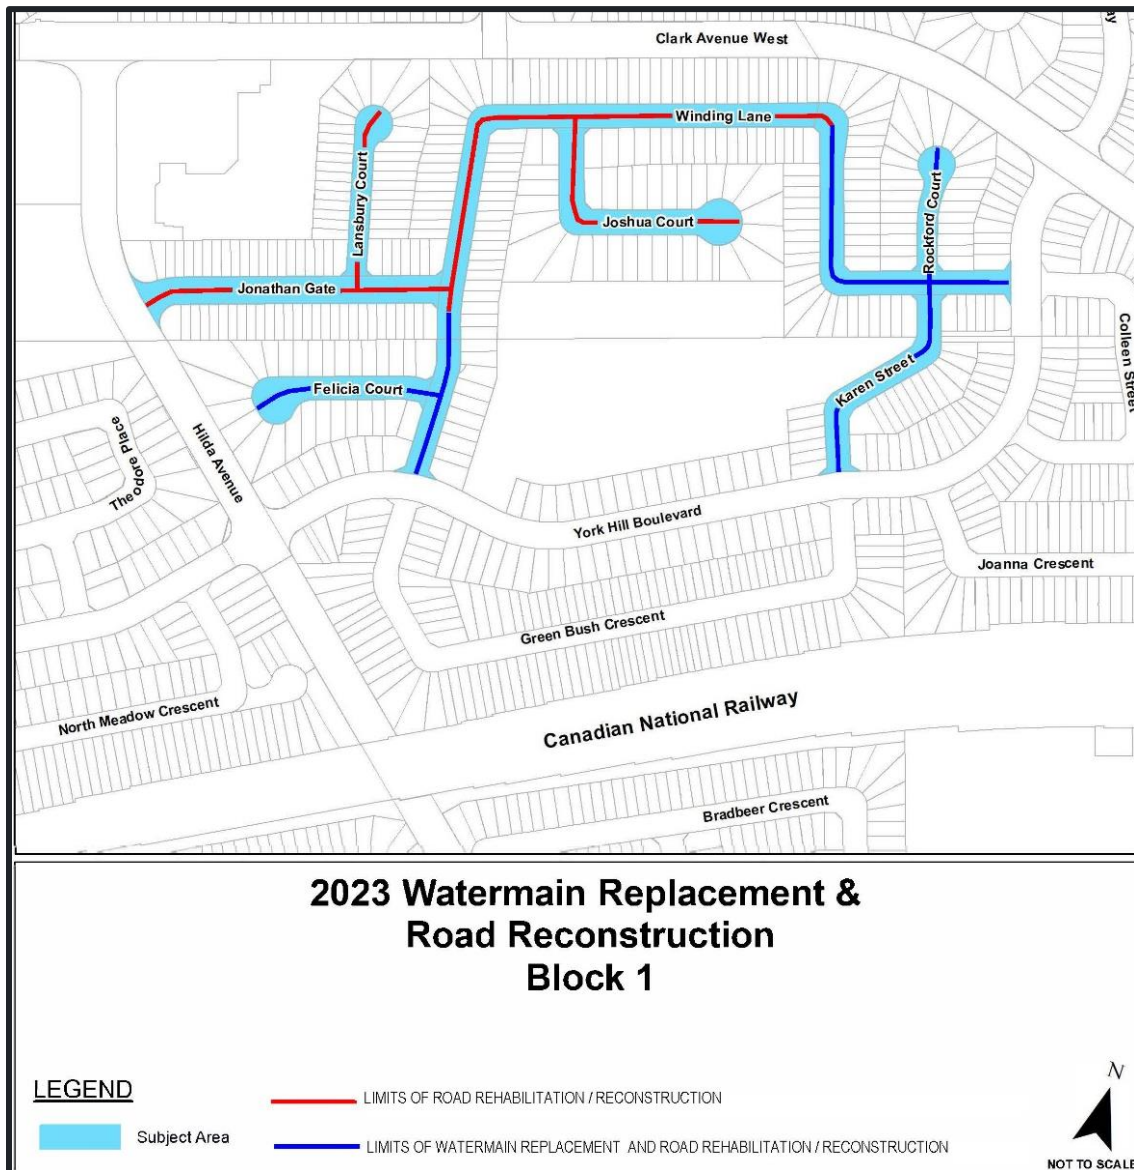 ay
Clark Avenue West
Winding Lane
Lansbury Court
Rockford Court
Joshua Court
Jonathan Gate
Colleen Street
Felicia Court
Karen Street
Theodore Place
Hilda Avenue
York Hill Boulevard
Joanna Crescent
Green Bush Crescent
North Meadow Crescent
Canadian National Railway
Bradbeer Crescent
2023 Watermain Replacement &
Road Reconstruction
Block 1
LEGEND
LIMITS OF ROAD REHABILITATION / RECONSTRUCTION
Subject Area
LIMITS OF WATERMAIN REPLACEMENT AND ROAD REHABILITATION / RECONSTRUCTION
N
NOT TO SCALE